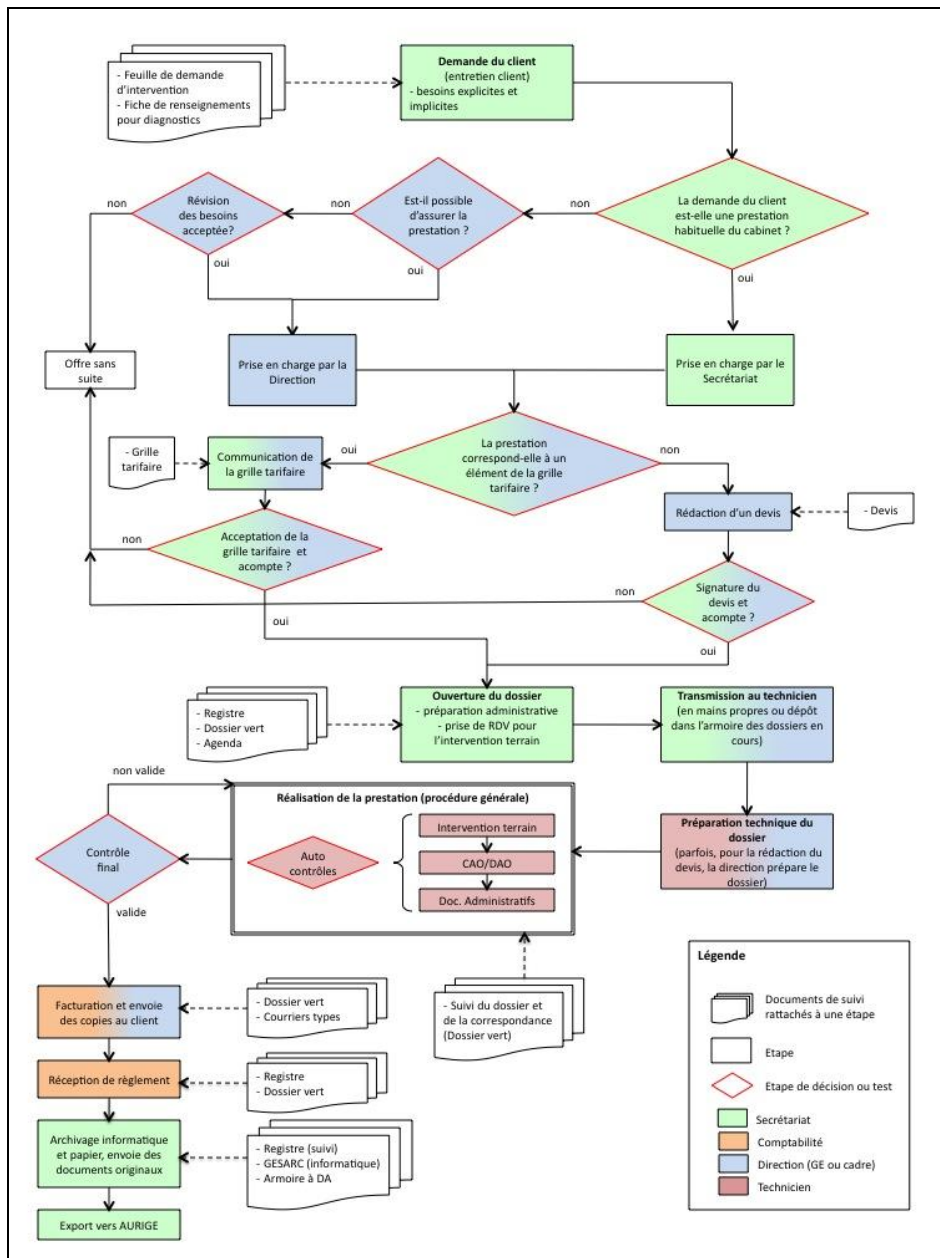 - Feuille de demande
d'intervention
- Fiche de renseignements
pour diagnostics
Demande du client
(entretien client)
- besoins explicites et
implicites
Révision
des besoins
acceptée?
non
Est-il possible
d'assurer la
prestation ?
non
La demande du client
est-elle une prestation
habituelle du cabinet ?
non
oui
oui
oui
Offre sans
suite
Prise en charge par la
Direction
Prise en charge par le
Secrétariat
- Grille
tarifaire
Communication de
la grille tarifaire
oui
La prestation
correspond-elle à un
élément de la grille
tarifaire ?
non
Rédaction d'un devis
- Devis
non
Acceptation de la
grille tarifaire et
acompte ?
oui
non
Signature du
devis et
acompte ?
oui
- Registre
- Dossier vert
- Agenda
Ouverture du dossier
- préparation administrative
- prise de RDV pour
l'intervention terrain
Transmission au technicien
(en mains propres ou dépôt
dans l'armoire des dossiers en
cours)
non valide
Contrôle
final
valide
Réalisation de la prestation (procédure générale)
Auto
contrôles
Intervention terrain
CAO/DAO
Doc. Administratifs
Préparation technique du
dossier
(parfois, pour la rédaction du
devis, la direction prépare le
dossier)
- Suivi du dossier et
de la correspondance
(Dossier vert)
Facturation et envoie
des copies au client
- Dossier vert
- Courriers types
Réception de règlement
- Registre
- Dossier vert
Archivage informatique
et papier, envoie des
documents originaux
- Registre (suivi)
- GESARC (informatique)
- Armoire à DA
Export vers AURIGE
Légende
Documents de suivi
rattachés à une étape
Etape
Etape de décision ou test
Secrétariat
Comptabilité
Direction (GE ou cadre)
Technicien